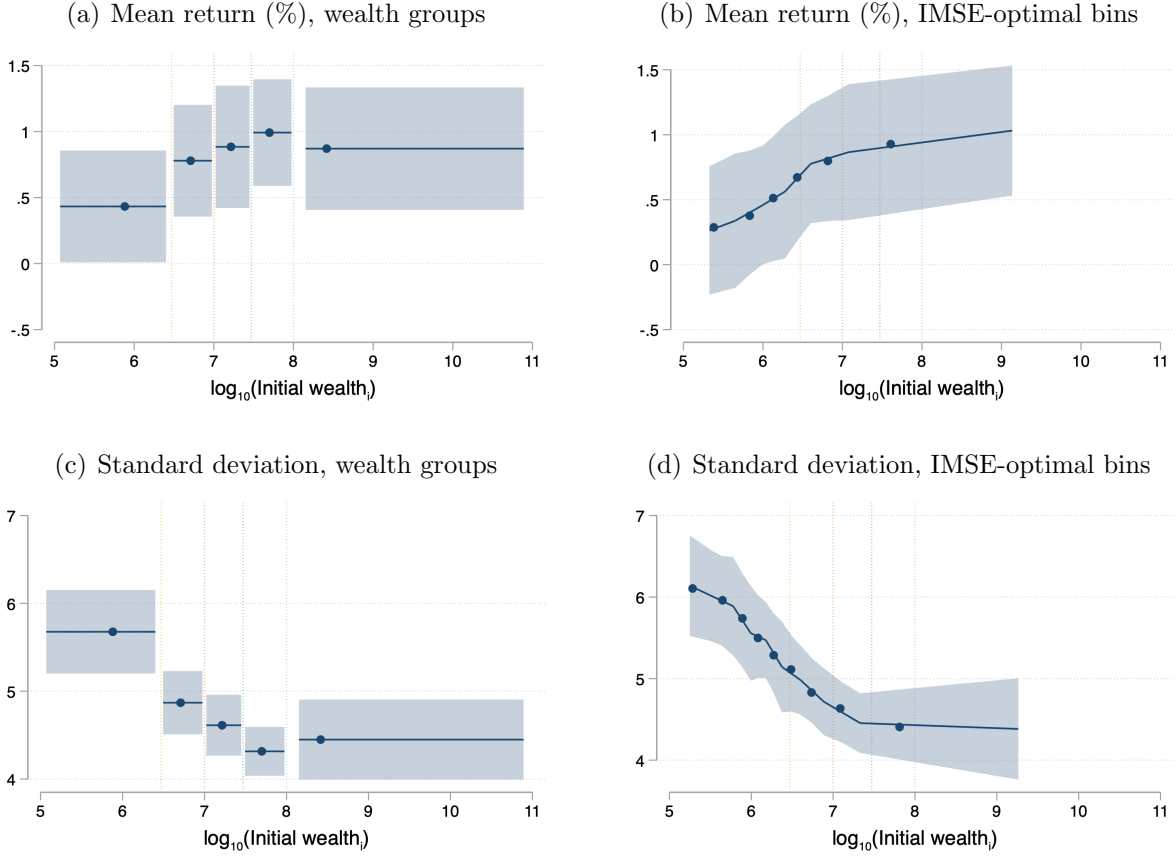 (a) Mean return (%), wealth groups
1.5
1
.5
0
-.5
5 6 7 8 9 10 11
log10(Initial wealthi)
(b) Mean return (%), IMSE-optimal bins
1.5
1
.5
0
-.5
5 6 7 8 9 10 11
log10(Initial wealthi)
(c) Standard deviation, wealth groups
7
6
5
4
5 6 7 8 9 10 11
log10(Initial wealthi)
(d) Standard deviation, IMSE-optimal bins
7
6
5
4
5 6 7 8 9 10 11
log10(Initial wealthi)